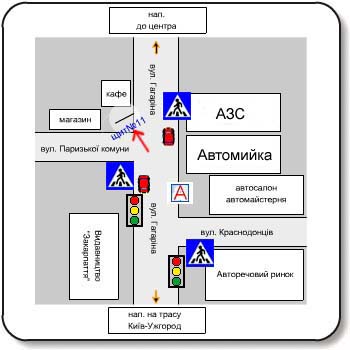 нап.
до центра
вул. Гагаріна
кафе
магазин
щит№11
АЗС
вул. Паризької комуни
Автомийка
А
автосалон
автомайстерня
вул. Гагаріна
Видавництво
"Закарпаття"
вул. Краснодонців
Авторечовий ринок
нап. на трасу
Київ-Ужгород